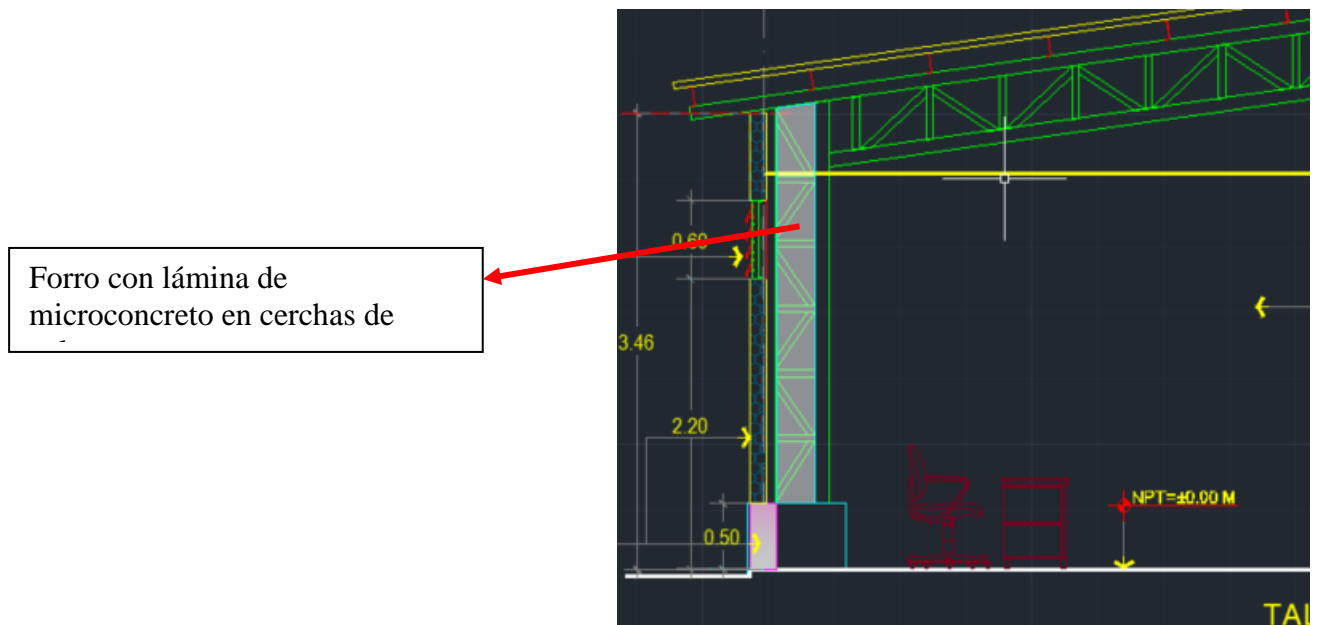 Forro con lámina de
microconcreto en cerchas de
0.60
3.46
2.20
NPT=±0.00 M
0.50